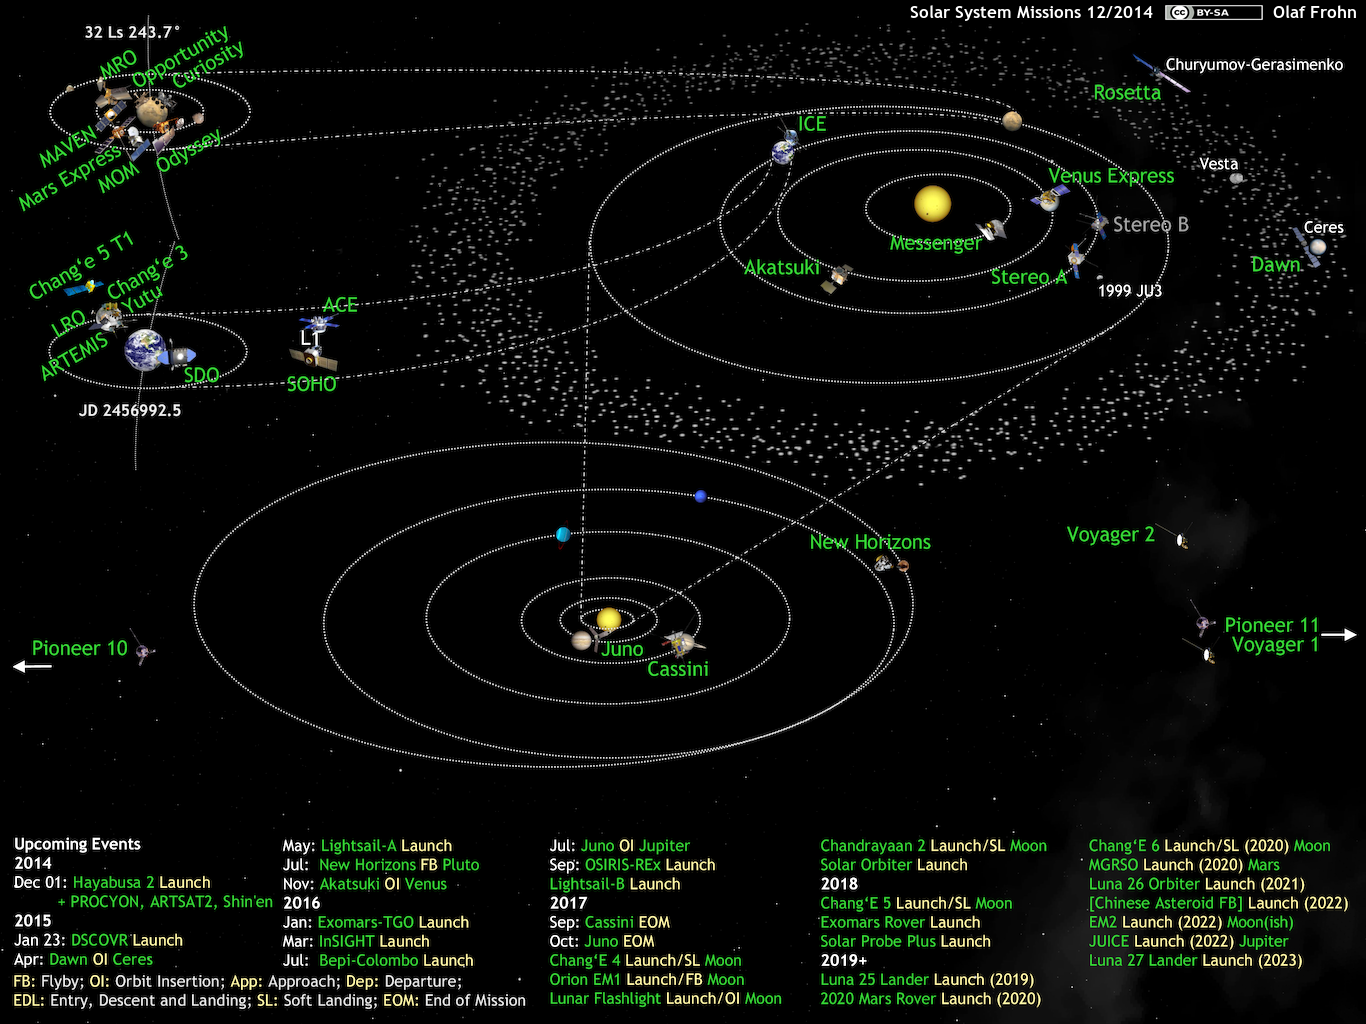 Solar System Missions 12/2014 cc BY-SA Olaf Frohn
32 Ls 243.7°
MRO
Opportunity
Curiosity
MAVEN
Mars Express
MOM
Odyssey
Churyumov-Gerasimenko
Rosetta
ICE
Vesta
Venus Express
Stereo B
Ceres
Messenger
Dawn
Akatsuki
Stereo A
1999 JU3
Chang‘e 5 T1
Chang‘e 3
Yutu
LRO
ARTEMIS
SDO
ACE
L1
SOHO
JD 2456992.5
New Horizons
Voyager 2
Pioneer 10
Juno
Cassini
Pioneer 11
Voyager 1
Upcoming Events
2014
Dec 01: Hayabusa 2 Launch
+ PROCYON, ARTSAT2, Shin'en
2015
Jan 23: DSCOVR Launch
Apr: Dawn OI Ceres
May: Lightsail-A Launch
Jul: New Horizons FB Pluto
Nov: Akatsuki OI Venus
2016
Jan: Exomars-TGO Launch
Mar: InSIGHT Launch
Jul: Bepi-Colombo Launch
Jul: Juno OI Jupiter
Sep: OSIRIS-REx Launch
Lightsail-B Launch
2017
Sep: Cassini EOM
Oct: Juno EOM
Chang‘E 4 Launch/SL Moon
Orion EM1 Launch/FB Moon
Lunar Flashlight Launch/OI Moon
Chandrayaan 2 Launch/SL Moon
Solar Orbiter Launch
2018
Chang‘E 5 Launch/SL Moon
Exomars Rover Launch
Solar Probe Plus Launch
2019+
Luna 25 Lander Launch (2019)
2020 Mars Rover Launch (2020)
Chang‘E 6 Launch/SL (2020) Moon
MGRSO Launch (2020) Mars
Luna 26 Orbiter Launch (2021)
[Chinese Asteroid FB] Launch (2022)
EM2 Launch (2022) Moon(ish)
JUICE Launch (2022) Jupiter
Luna 27 Lander Launch (2023)
FB: Flyby; OI: Orbit Insertion; App: Approach; Dep: Departure;
EDL: Entry, Descent and Landing; SL: Soft Landing; EOM: End of Mission